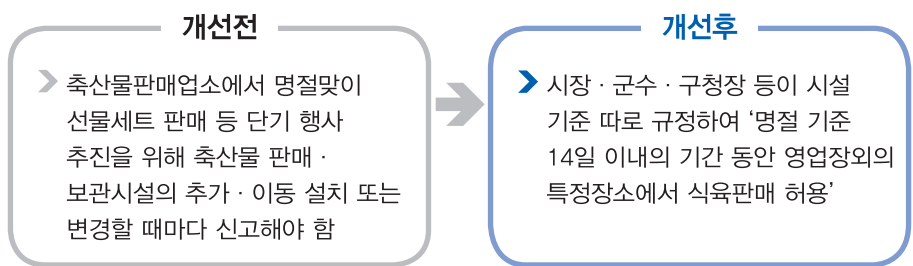 개선전
축산물판매업소에서 명절맞이
선물세트 판매 등 단기 행사
추진을 위해 축산물 판매 ·
보관시설의 추가 · 이동 설치 또는
변경할 때마다 신고해야 함
개선후
시장 · 군수 · 구청장 등이 시설
기준 따로 규정하여 ‘명절 기준
14일 이내의 기간 동안 영업장외의
특정장소에서 식육판매 허용’